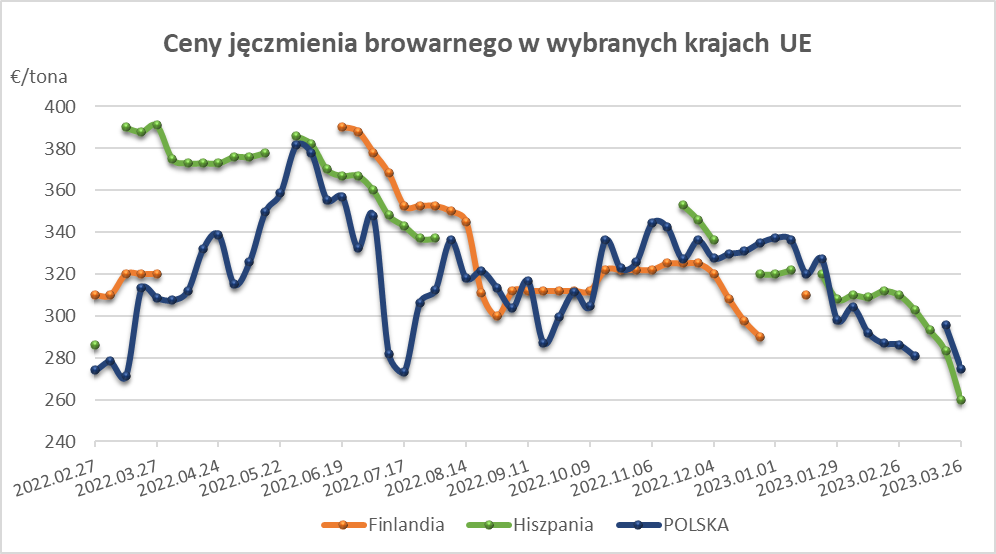 Ceny jęczmienia browarnego w wybranych krajach UE
€/tona
400
380
360
340
320
300
280
260
240
2022.02.27 2022.03.27 2022.04.24 2022.05.22 2022.06.19 2022.07.17 2022.08.14 2022.09.11 2022.10.09 2022.11.06 2022.12.04 2023.01.01 2023.01.29 2023.02.26 2023.03.26
Finlandia Hiszpania POLSKA